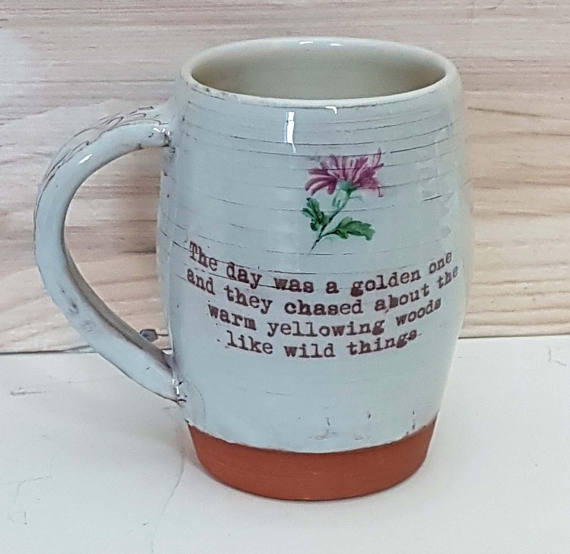 The day was a golden one
and they chased about the
warm yellowing woods
like wild things